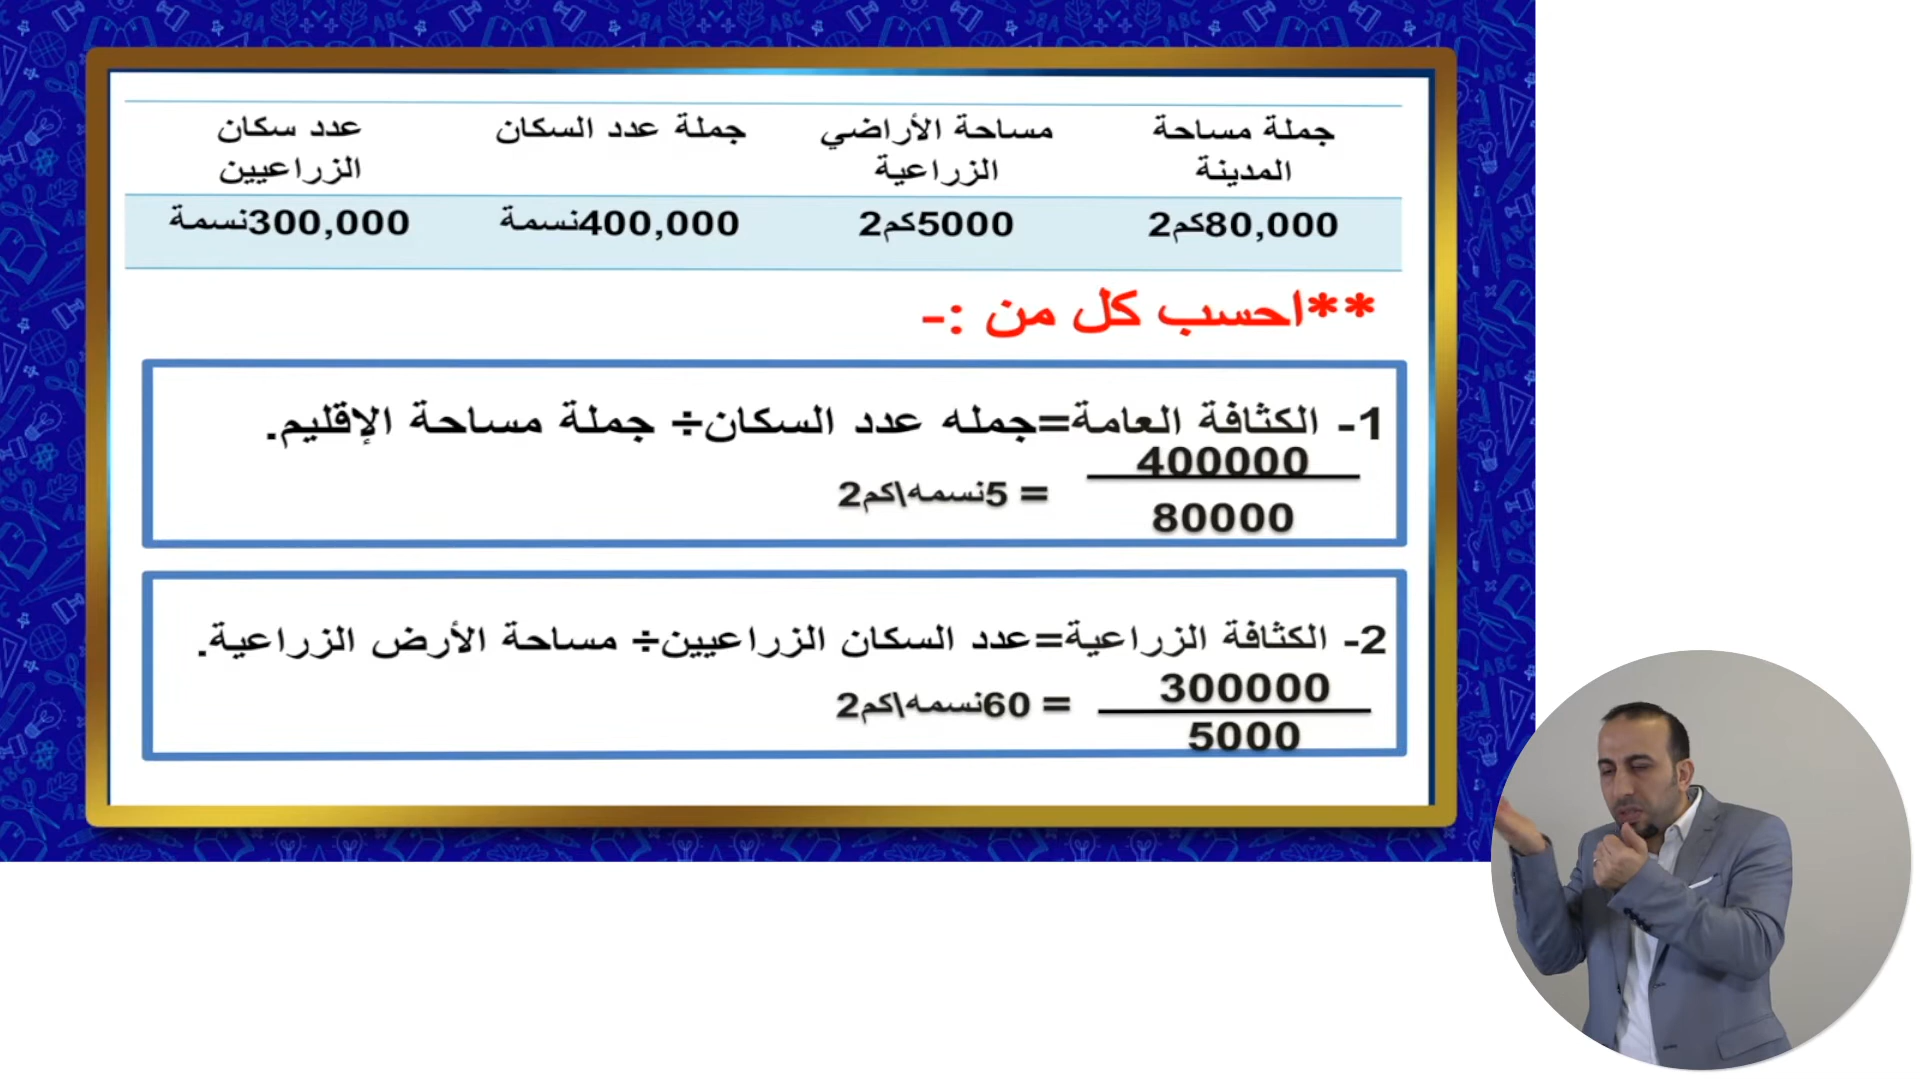 جملة مساحة المدينة
مساحة الأراضي الزراعية
جملة عدد السكان
عدد سكان الزراعيين
80,000كم2
5000كم2
400,000نسمة
300,000نسمة
**احسب كل من :-
1- الكثافة العامة=جمله عدد السكان÷ جملة مساحة الإقليم.
400000
80000
= 5نسمه\كم2
2- الكثافة الزراعية=عدد السكان الزراعيين÷ مساحة الأرض الزراعية.
300000
5000
= 60نسمه\كم2